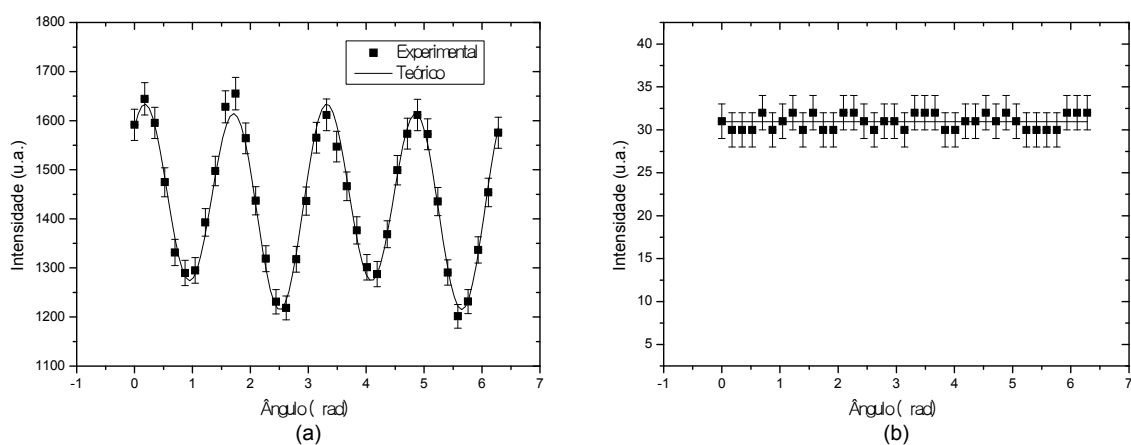 1800
1700
1600
1500
1400
1300
1200
1100
Intensidade (u.a.)
Experimental
Teórico
-1 0 1 2 3 4 5 6 7
Ângulo ( rad)
(a)
40
35
30
25
20
15
10
5
Intensidade (u.a.)
-1 0 1 2 3 4 5 6 7
Ângulo ( rad)
(b)